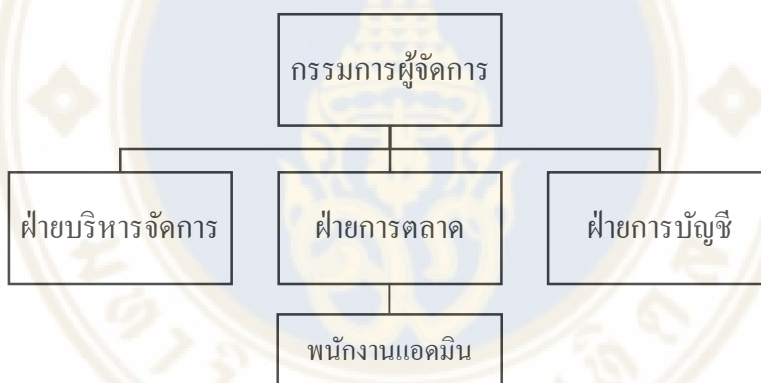 กรรมการผู้จัดการ
ฝ่ายบริหารจัดการ
ฝ่ายการตลาด
ฝ่ายการบัญชี
พนักงานแอดมิน